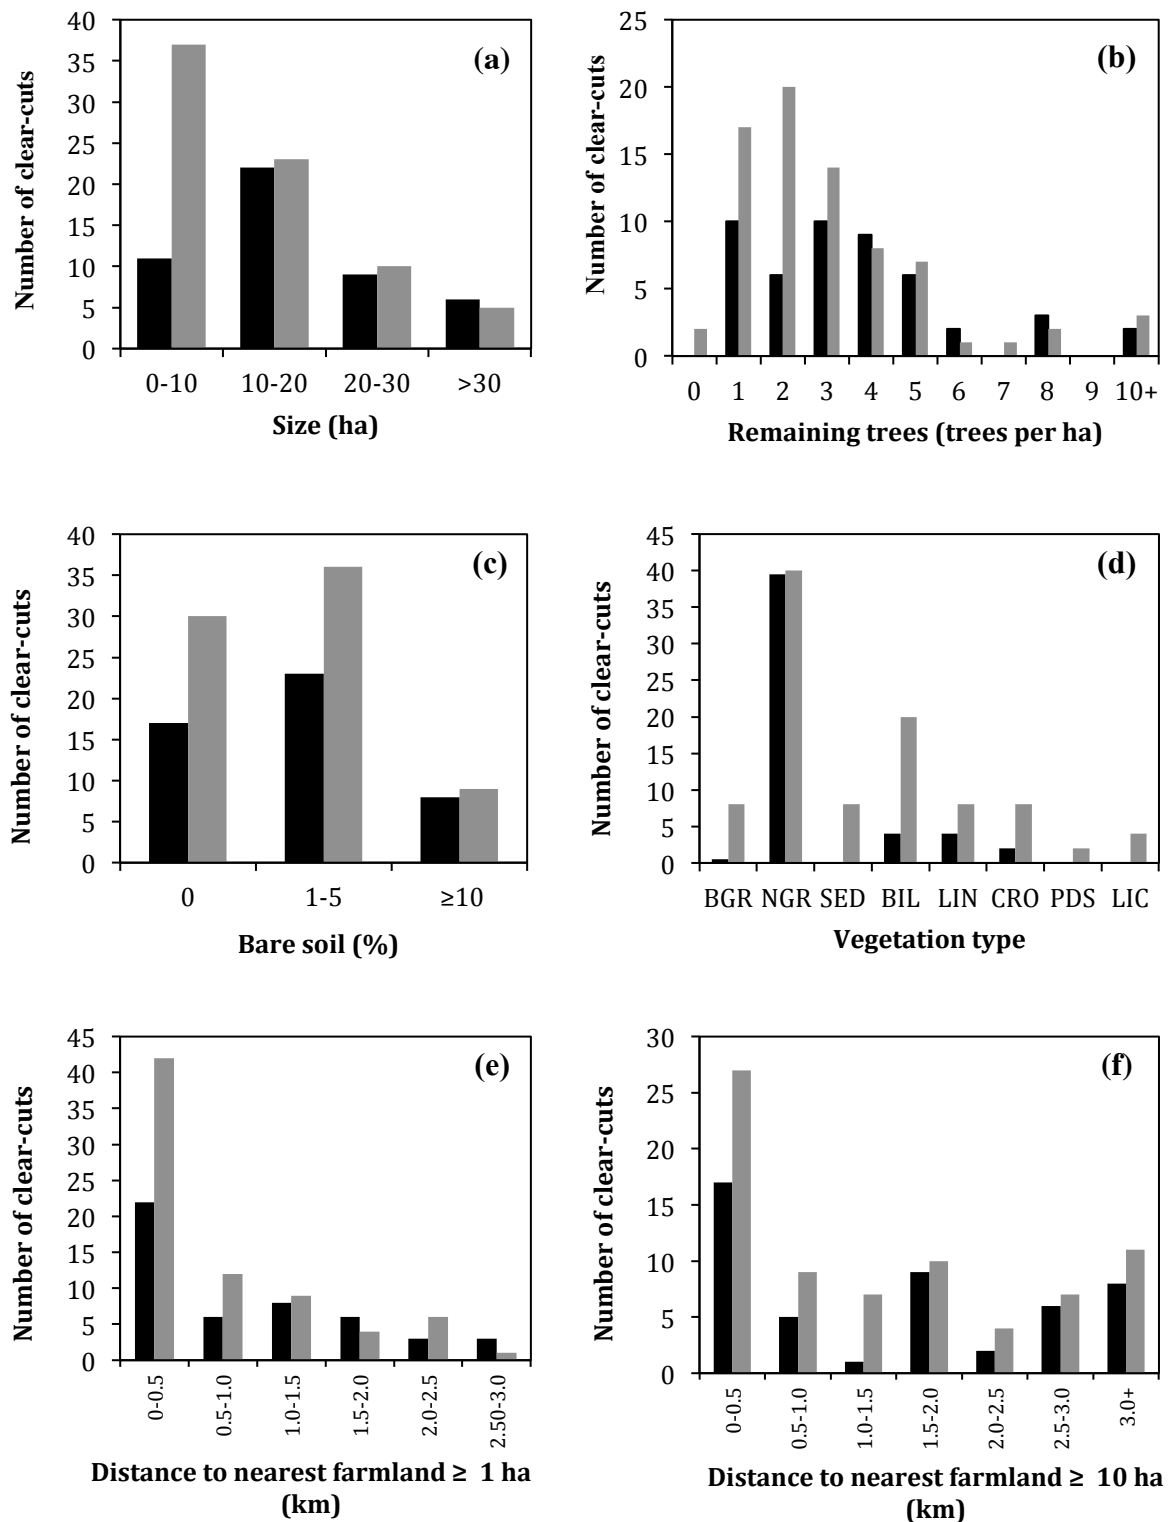 (a)
Number of clear-cuts
40
35
30
25
20
15
10
5
0
0-10 10-20 20-30 >30
Size (ha)
(b)
Number of clear-cuts
25
20
15
10
5
0
0 1 2 3 4 5 6 7 8 9 10+
Remaining trees (trees per ha)
(c)
Number of clear-cuts
40
35
30
25
20
15
10
5
0
0 1-5 ≥10
Bare soil (%)
(d)
Number of clear-cuts
45
40
35
30
25
20
15
10
5
0
BGR NGR SED BIL LIN CRO PDS LIC
Vegetation type
(e)
Number of clear-cuts
45
40
35
30
25
20
15
10
5
0
0-0.5 0.5-1.0 1.0-1.5 1.5-2.0 2.0-2.5 2.50-3.0
Distance to nearest farmland ≥ 1 ha
(km)
(f)
Number of clear-cuts
30
25
20
15
10
5
0
0-0.5 0.5-1.0 1.0-1.5 1.5-2.0 2.0-2.5 2.5-3.0 3.0+
Distance to nearest farmland ≥ 10 ha
(km)